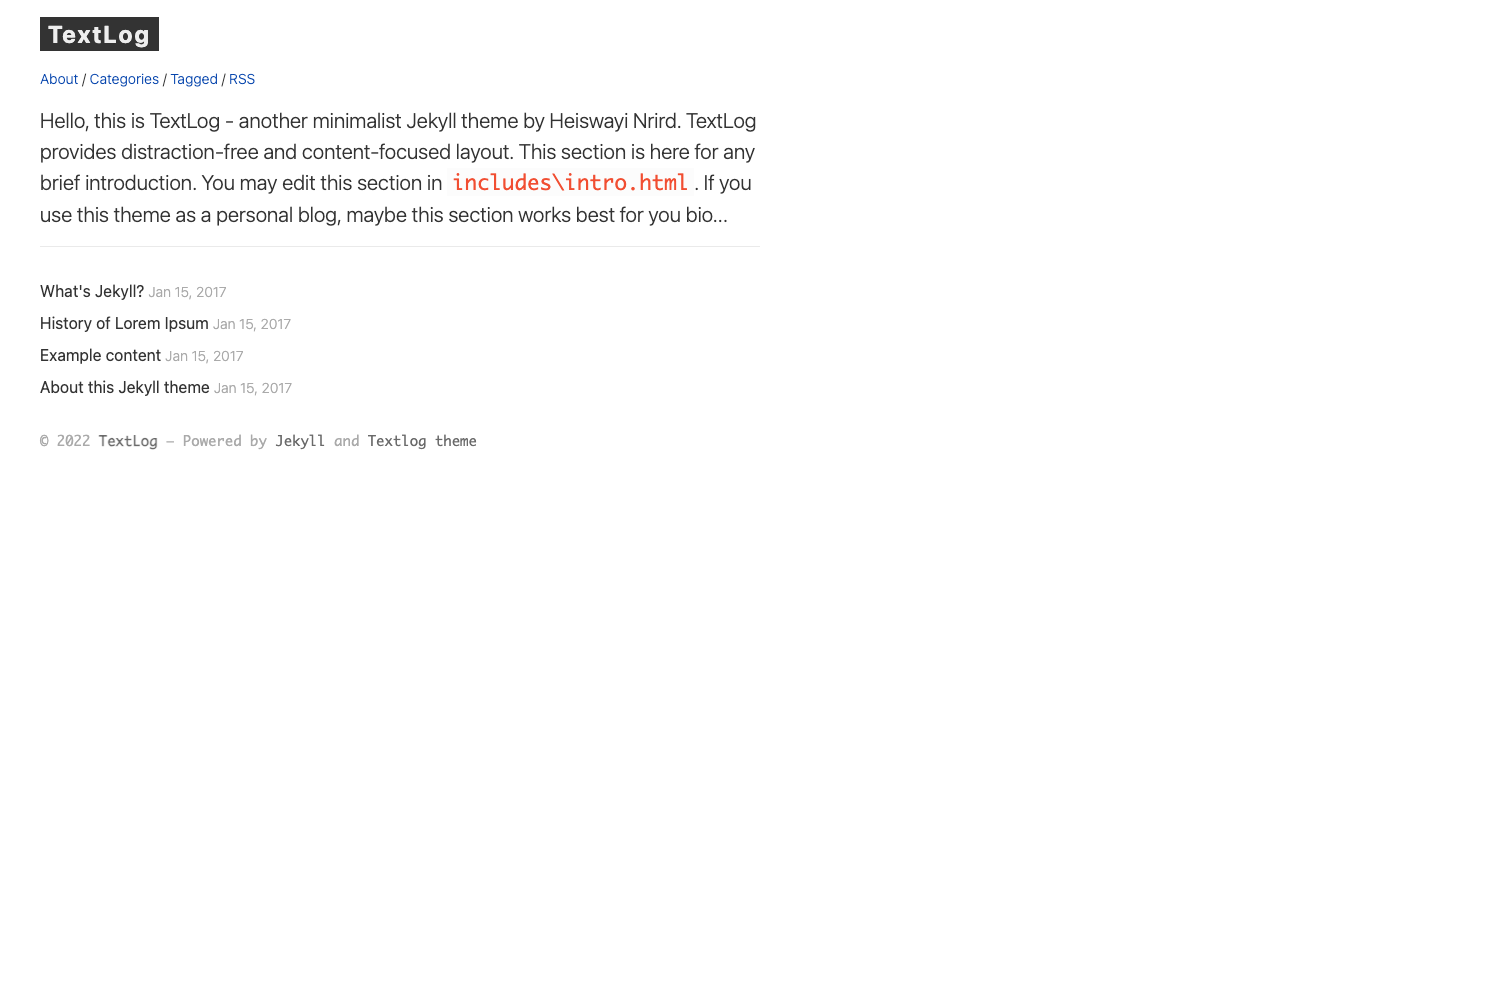 TextLog
About / Categories / Tagged / RSS
Hello, this is TextLog - another minimalist Jekyll theme by Heiswayi Nrird. TextLog
provides distraction-free and content-focused layout. This section is here for any
brief introduction. You may edit this section in includes\intro.html . If you
use this theme as a personal blog, maybe this section works best for you bio...
What's Jekyll? Jan 15, 2017
History of Lorem Ipsum Jan 15, 2017
Example content Jan 15, 2017
About this Jekyll theme Jan 15, 2017
© 2022 TextLog — Powered by Jekyll and Textlog theme